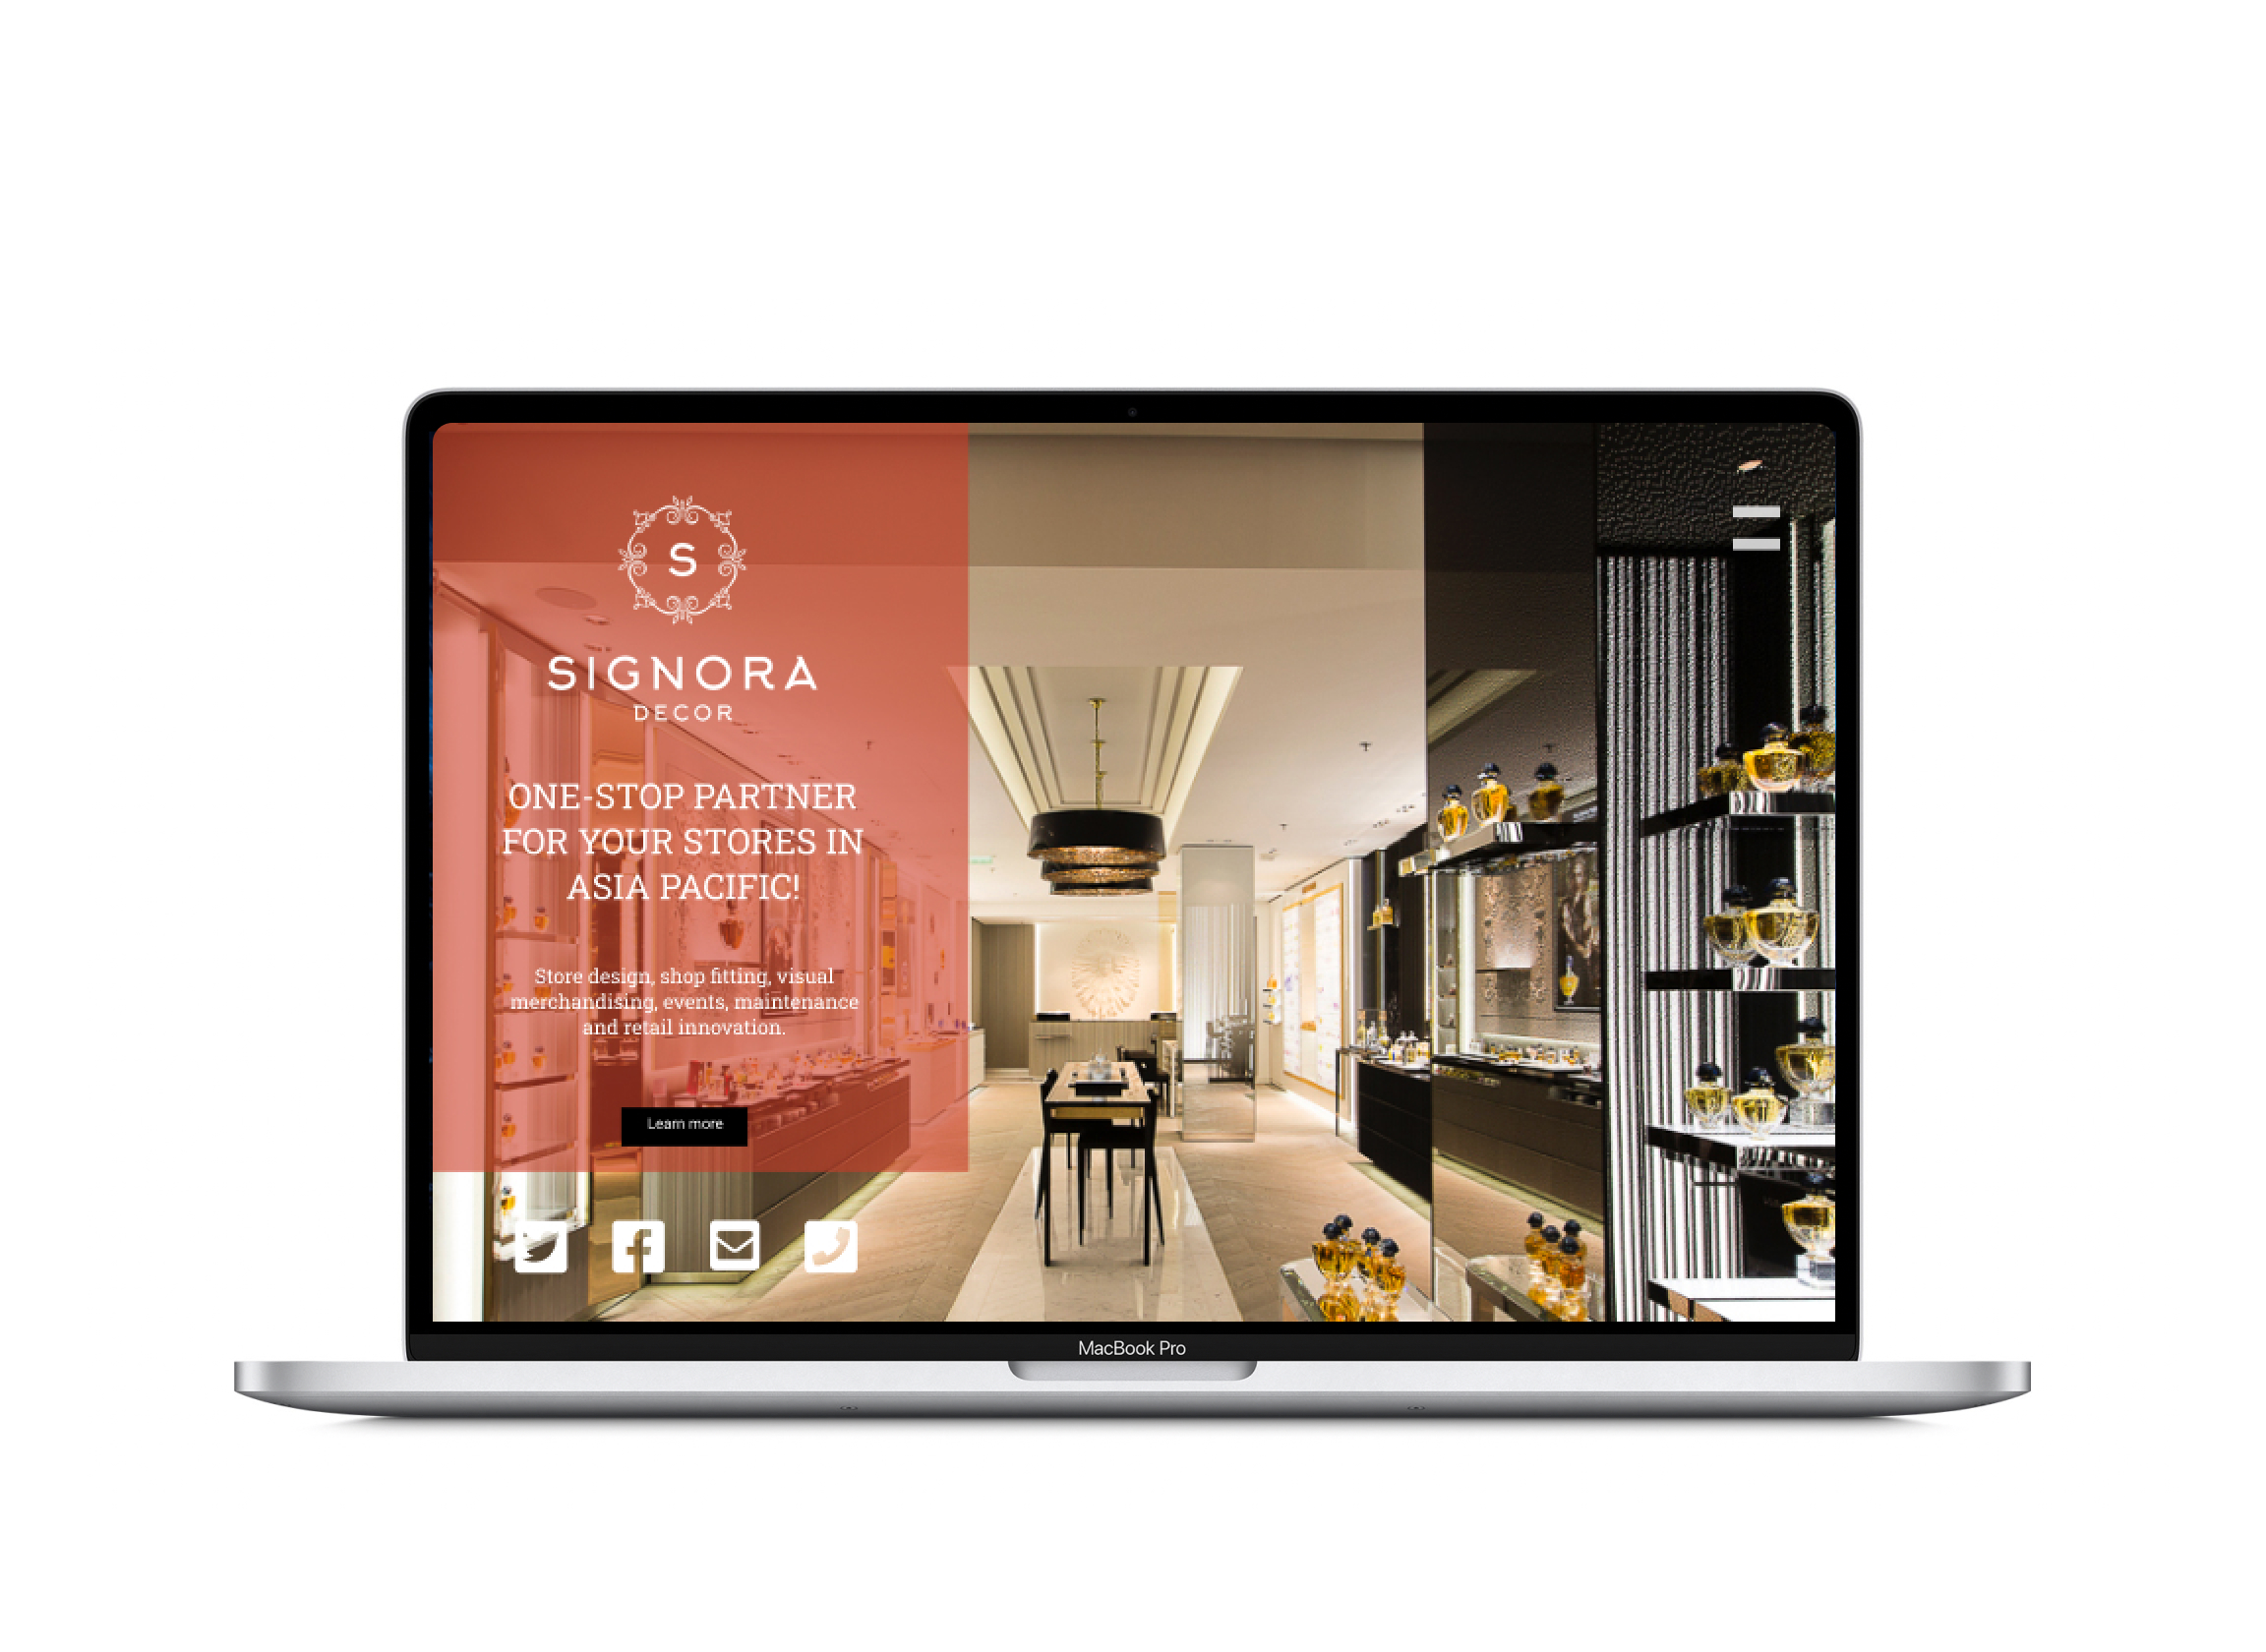 S
SIGNORA
DECOR
ONE-STOP PARTNER
FOR YOUR STORES IN
ASIA PACIFIC!
Store design, shop fitting, visual
merchandising, events, maintenance
and retail innovation.
Learn more
MacBook Pro